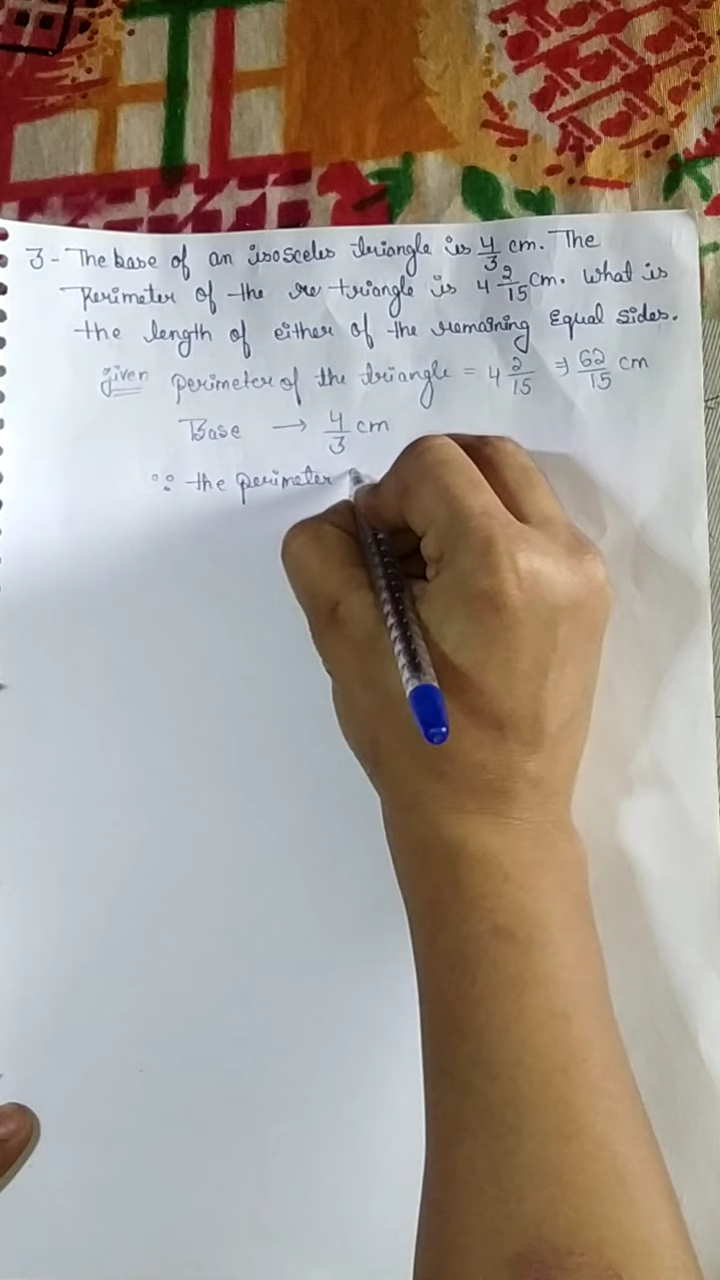 3- The base of an isosceles triangle is 4/3 cm. The
Perimeter of the re triangle is 4 2/15 cm. What is
the length of either of the remaining Equal sides.
given perimeter of the triangle = 4 2/15 ⇒ 62/15 cm
Base → 4/3 cm
∵ the perimeter